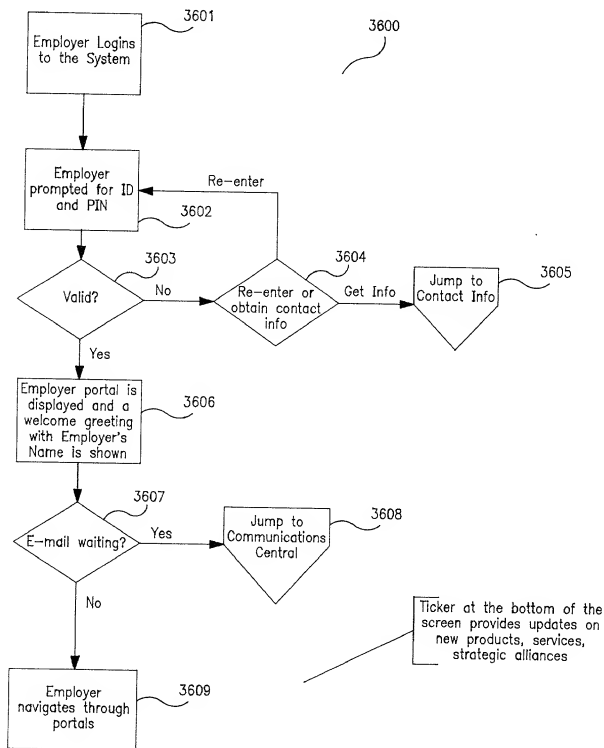 3601
Employer Logins
to the System
3600
Employer
prompted for ID
and PIN
Re-enter
3602
3603
3604
3605
Valid?
No
Re-enter or
obtain contact
info
Get Info
Jump to
Contact Info
Yes
Employer portal is
displayed and a
welcome greeting
with Employer's
Name is shown
3606
3607
E-mail waiting?
Yes
Jump to
Communications
Central
3608
No
Ticker at the bottom of the
screen provides updates on
new products, services,
strategic alliances
Employer
navigates through
portals
3609